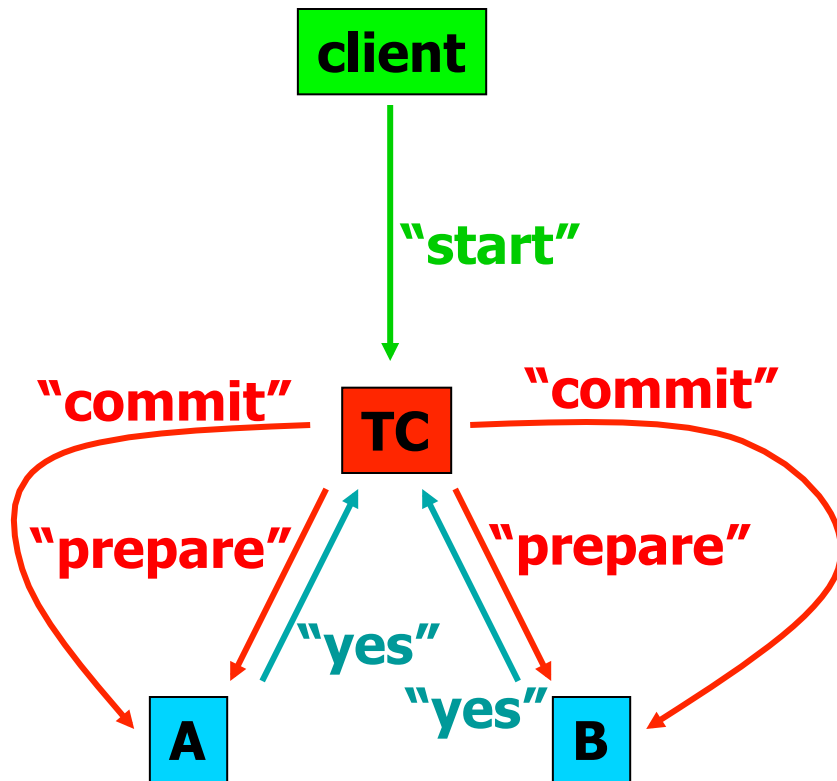 client
“start”
“commit”
“commit”
TC
“prepare”
“prepare”
“yes”
“yes”
A
B